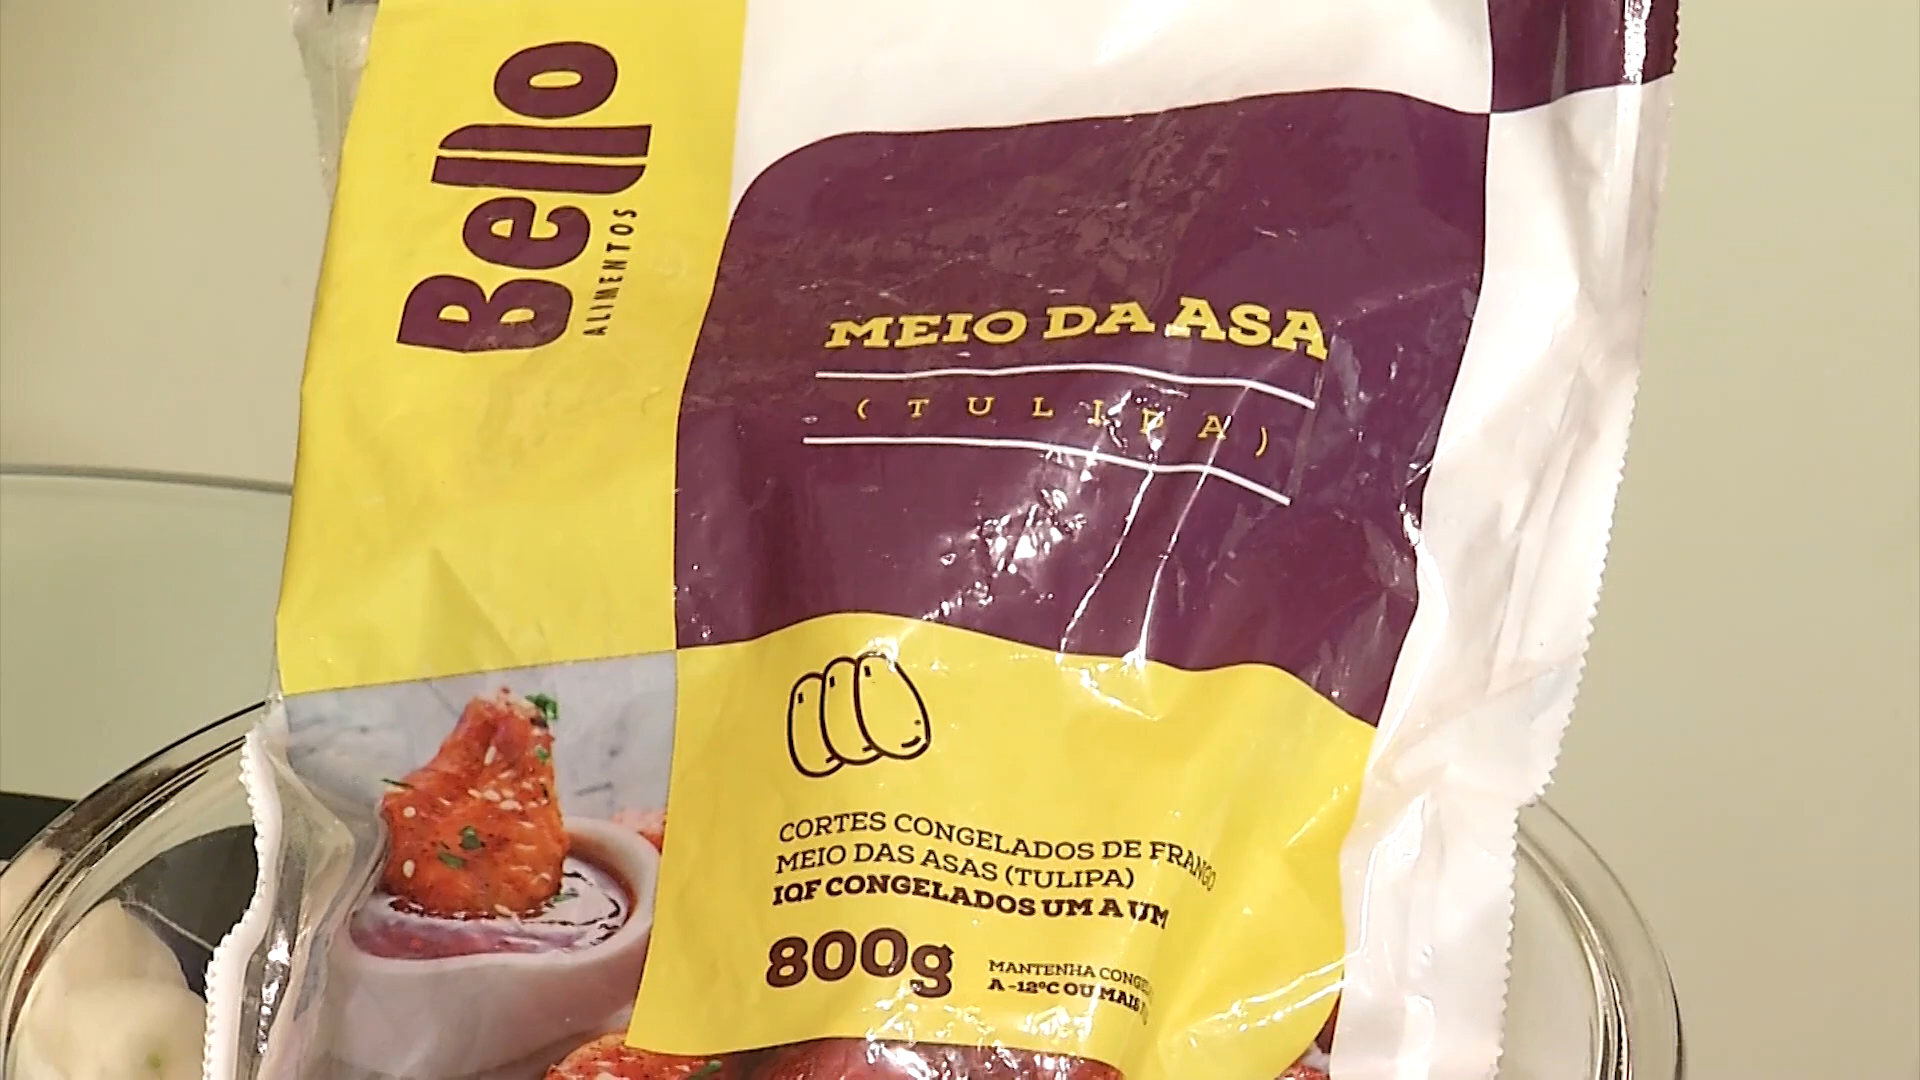 Bello
ALIMENTOS
MEIO DA ASA
(TULIPA)
CORTES CONGELADOS DE FRANGO
MEIO DAS ASAS (TULIPA)
IQF CONGELADOS UM A UM
800g
MANTENHA
A -12ºC OU MAIS